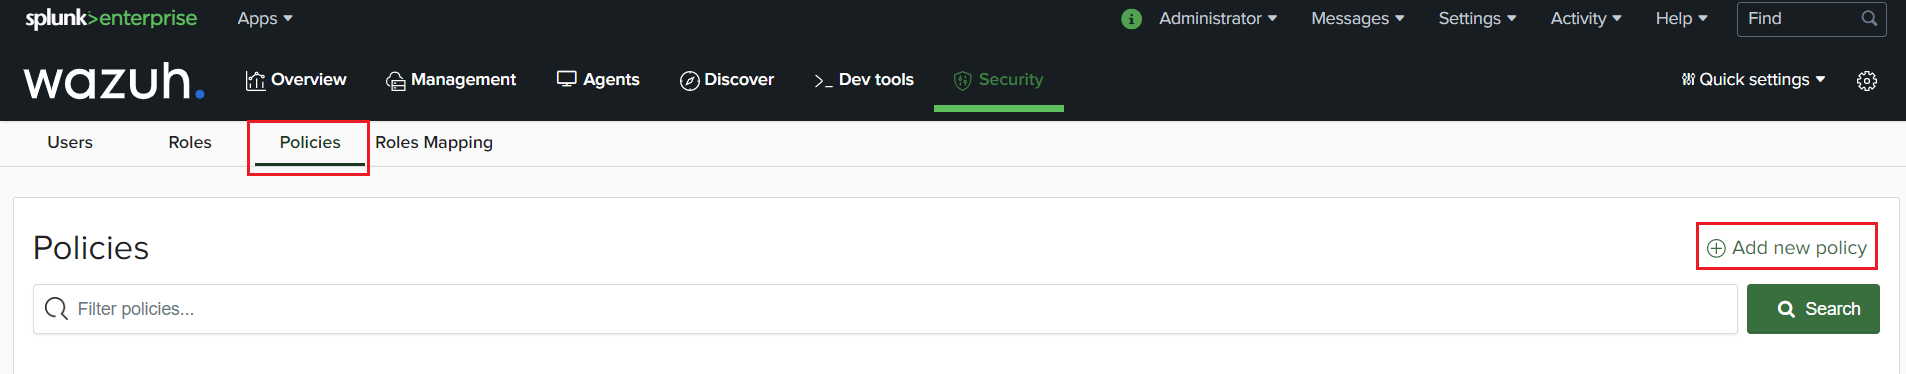 splunk>enterprise Apps i Administrator Messages Settings Activity Help Find
wazuh. Overview Management Agents Discover >_ Dev tools Security Quick settings
Users Roles Policies Roles Mapping
Policies Add new policy
Filter policies... Search